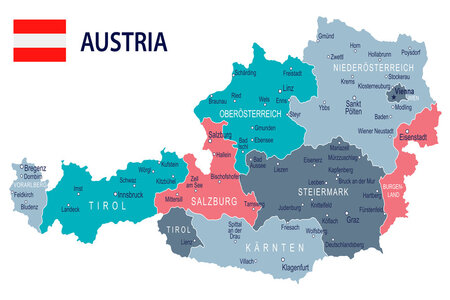 AUSTRIA
Gmünd
Zwettl
Horn
Hollabrunn
Poysdorf
NIEDERÖSTERREICH
Stockerau
Krems
Klosterneuburg
Vienna
WIEN
Sankt
Pölten
Modling
Baden
Wiener Neustadt
Eisenstadt
BURGEN-
LAND
Schärding
Freistadt
Linz
Braunau
Ried
Wels
Enns
OBERÖSTERREICH
Gmunden
Ebensee
Bad
Ischl
Salzburg
Hallein
Bischofshofen
Zell
am See
Mittersill
SALZBURG
Tamsweg
Bad
Aussee
Liezen
Eisenerz
Mariazell
Mürzzuschlag
Kapfenberg
Leoben
Bruck an der Mur
STEIERMARK
Judenburg
Knittelfeld
Köflach
Graz
Fürstenfeld
Deutschlandsberg
Kufstein
Wörgl
Schwaz
Kitzbühel
Innsbruck
Imst
Landeck
TIROL
TIROL
Lienz
Bregenz
Dornbirn
VORARLBERG
Feldkirch
Bludenz
Spittal
an der
Drau
Friesach
Wolfsberg
KÄRNTEN
Villach
Klagenfurt